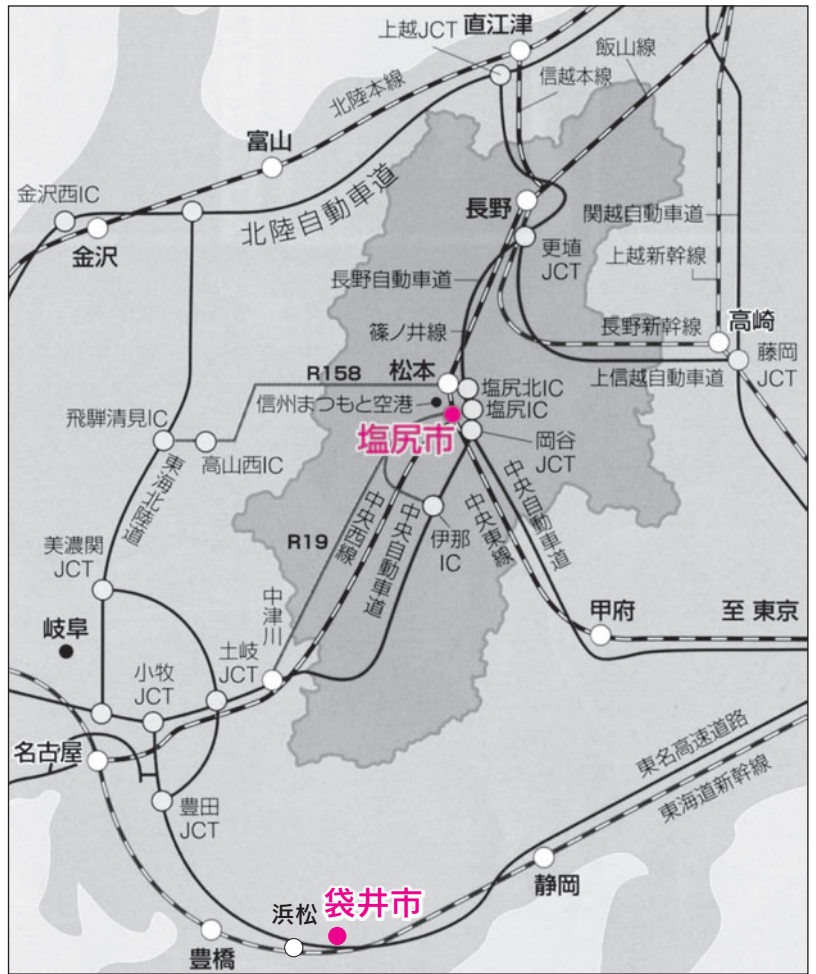 上越JCT
直江津
飯山線
北陸本線
信越本線
富山
金沢西IC
北陸自動車道
長野
関越自動車道
金沢
更埴
JCT
上越新幹線
長野自動車道
篠ノ井線
長野新幹線
高崎
R158
松本
塩尻北IC
上信越自動車道
藤岡
JCT
信州まつもと空港
塩尻IC
飛騨清見IC
塩尻市
岡谷
JCT
高山西IC
東海北陸道
中央西線
中央自動車道
中央東線
中央自動車道
R19
伊那
IC
美濃関
JCT
中津川
甲府
至 東京
岐阜
土岐
JCT
小牧
JCT
名古屋
東名高速道路
東海道新幹線
豊田
JCT
静岡
浜松
袋井市
豊橋